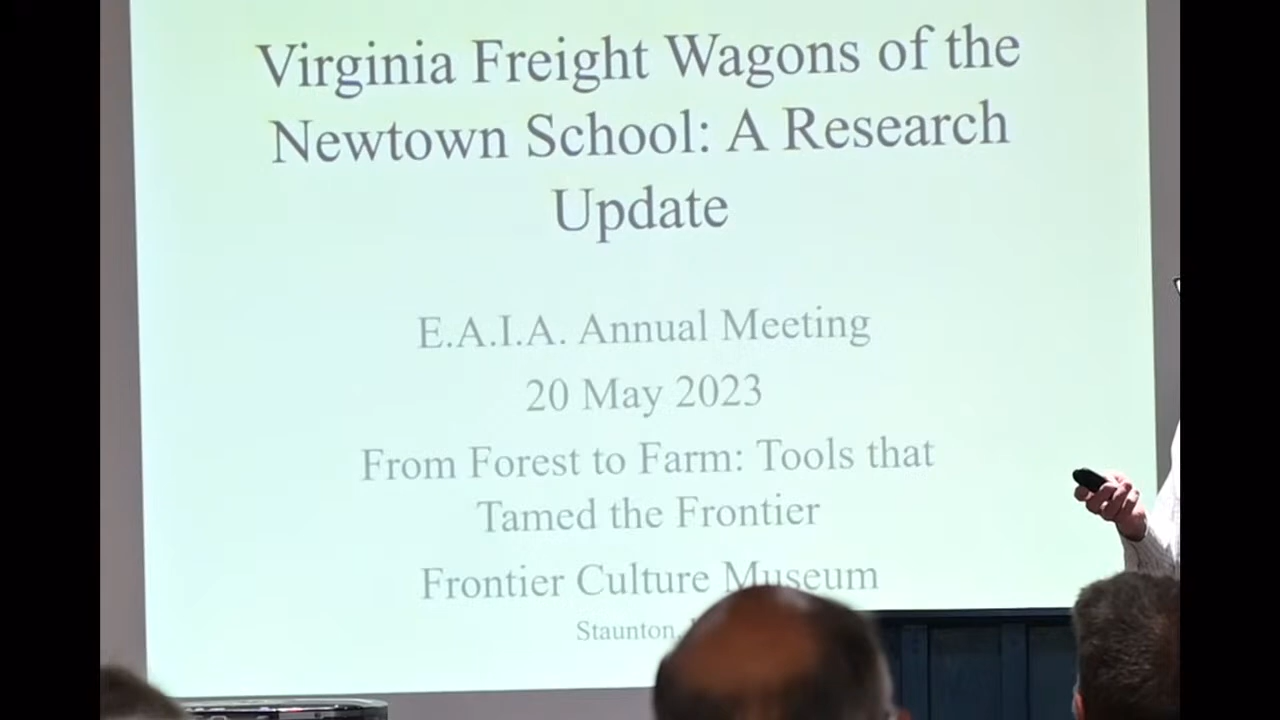 Virginia Freight Wagons of the
Newtown School: A Research
Update
E.A.I.A. Annual Meeting
20 May 2023
From Forest to Farm: Tools that
Tamed the Frontier
Frontier Culture Museum
Staunton,